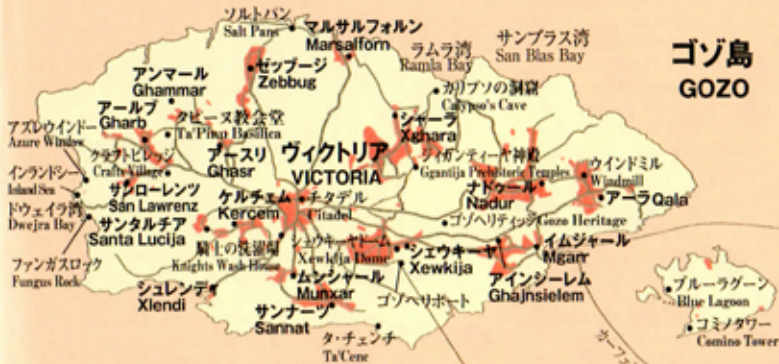 ゴゾ島
GOZO
ソルトパン
Salt Pans
マルサルフォルン
Marsalforn
ラムラ湾
Ramla Bay
サンブラス湾
San Blas Bay
ゼッブージ
Zebbug
アンマール
Ghammar
カリプソの洞窟
Calypso's Cave
アールブ
Gharb
タピーヌ教会堂
Ta'Pinu Basilica
シャーラ
Xghara
アズレウインドー
Azure Window
クラフトビレッジ
Crafts Village
アースリ
Ghasr
ヴィクトリア
VICTORIA
ジィガンティーヤ神殿
Ggantija Prehistoric Temples
ウインドミル
Windmill
インランドシー
Inland Sea
サンローレンツ
San Lawrenz
ケルチェム
Kercem
チタデル
Citadel
ナドゥール
Nadur
アーラ Qala
ドウェイラ湾
Dwejra Bay
サンタルチア
Santa Lucija
ゴゾヘリティッジ Gozo Heritage
騎士の洗濯場
Knights Wash House
シェウキーヤドーム
Xewkija Dome
シェウキーヤ
Xewkija
イムジャール
Mgarr
ファンガスロック
Fungus Rock
シュレンディ
Xlendi
ムンシャール
Munxar
アインシーレム
Ghajnsielem
ゴゾヘリポート
サンナーツ
Sannat
タ・チェンチ
Ta'Cenc
ブルーラグーン
Blue Lagoon
コミノタワー
Comino Tower